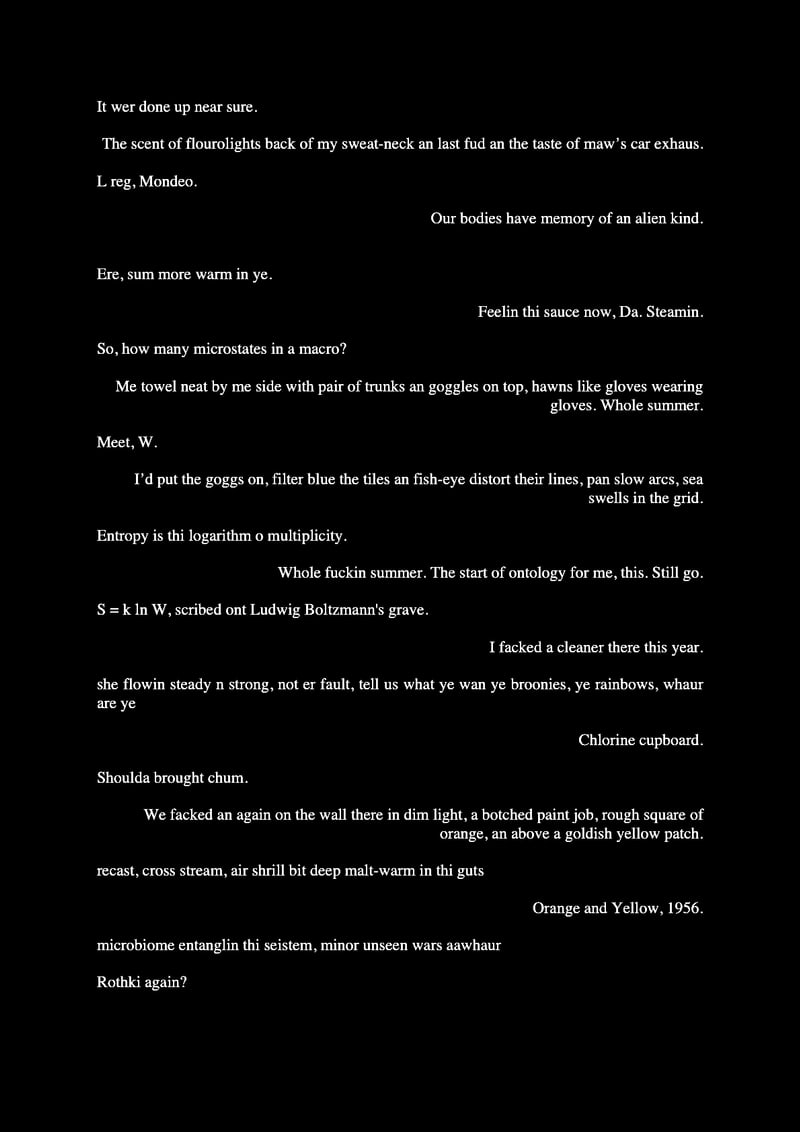 It wer done up near sure.
The scent of flourolights back of my sweat-neck an last fud an the taste of maw’s car exhaus.
L reg, Mondeo.
Our bodies have memory of an alien kind.
Ere, sum more warm in ye.
Feelin thi sauce now, Da. Steamin.
So, how many microstates in a macro?
Me towel neat by me side with pair of trunks an goggles on top, hawns like gloves wearing
gloves. Whole summer.
Meet, W.
I’d put the goggs on, filter blue the tiles an fish-eye distort their lines, pan slow arcs, sea
swells in the grid.
Entropy is thi logarithm o multiplicity.
Whole fuckin summer. The start of ontology for me, this. Still go.
S = k ln W, scribed ont Ludwig Boltzmann's grave.
I facked a cleaner there this year.
she flowin steady n strong, not er fault, tell us what ye wan ye broonies, ye rainbows, whaur
are ye
Chlorine cupboard.
Shoulda brought chum.
We facked an again on the wall there in dim light, a botched paint job, rough square of
orange, an above a goldish yellow patch.
recast, cross stream, air shrill bit deep malt-warm in thi guts
Orange and Yellow, 1956.
microbiome entanglin thi seistem, minor unseen wars aawhaur
Rothki again?